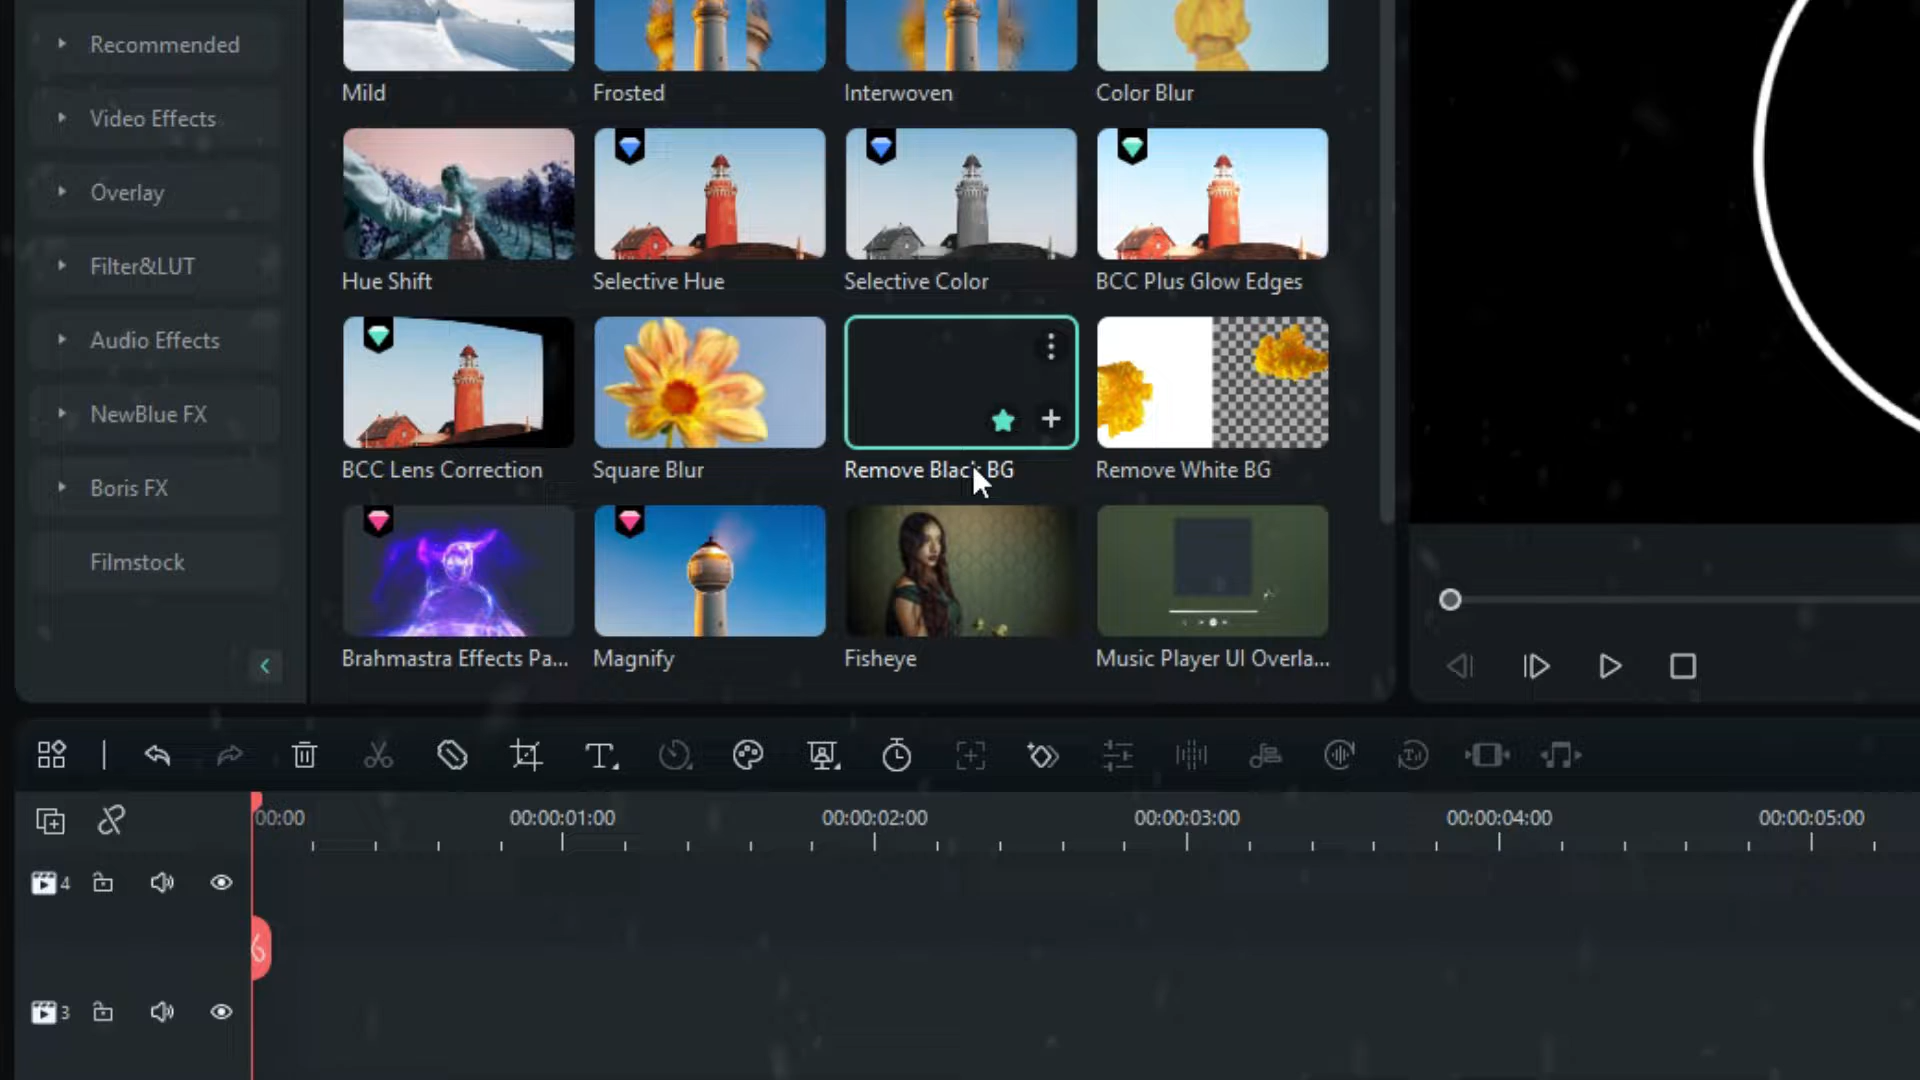 Recommended
Video Effects
Overlay
Filter&LUT
Audio Effects
NewBlue FX
Boris FX
Filmstock
Mild
Frosted
Interwoven
Color Blur
Hue Shift
Selective Hue
Selective Color
BCC Plus Glow Edges
BCC Lens Correction
Square Blur
Remove Black BG
Remove White BG
Brahmastra Effects Pa...
Magnify
Fisheye
Music Player UI Overla...
00:00
00:00:01:00
00:00:02:00
00:00:03:00
00:00:04:00
00:00:05:00
4
3